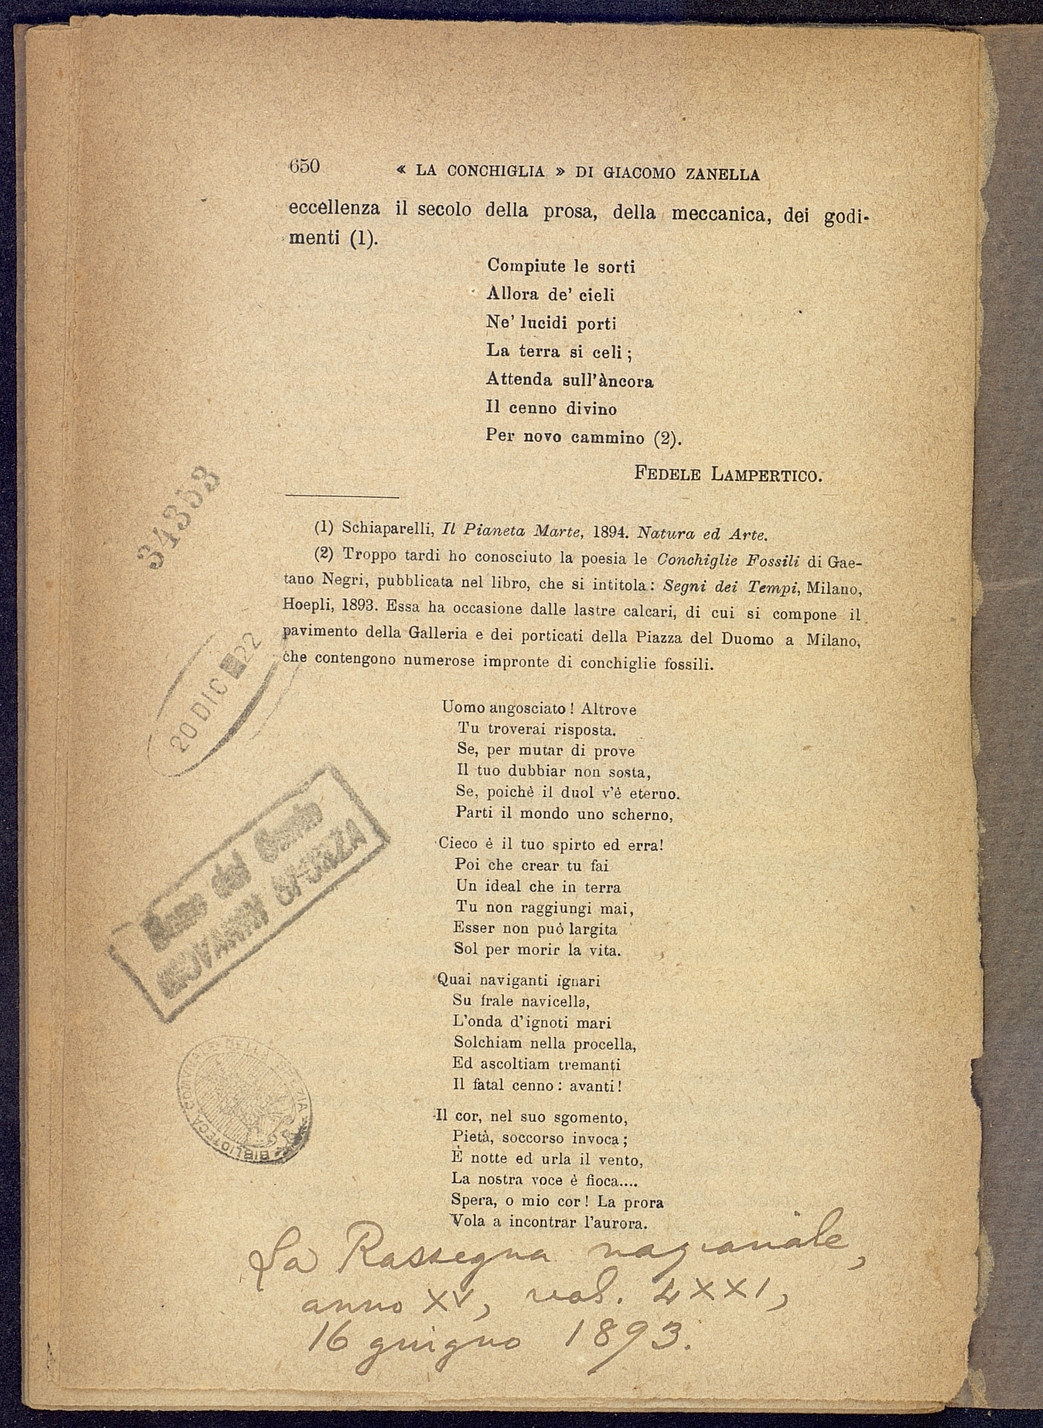 650 « LA CONCHIGLIA » DI GIACOMO ZANELLA
eccellenza il secolo della prosa, della meccanica, dei godi-
menti (1).
Compiute le sorti
Allora de' cieli
Ne' lucidi porti
La terra si celi ;
Attenda sull'àncora
Il cenno divino
Per novo cammino (2).
FEDELE LAMPERTICO.
(1) Schiaparelli, Il Pianeta Marte, 1894. Natura ed Arte.
(2) Troppo tardi ho conosciuto la poesia le Conchiglie Fossili di Gae-
tano Negri, pubblicata nel libro, che si intitola : Segni dei Tempi, Milano,
Hoepli, 1893. Essa ha occasione dalle lastre calcari, di cui si compone il
pavimento della Galleria e dei porticati della Piazza del Duomo a Milano,
che contengono numerose impronte di conchiglie fossili.
Uomo angosciato ! Altrove
Tu troverai risposta.
Se, per mutar di prove
Il tuo dubbiar non sosta,
Se, poichè il duol v'è eterno.
Parti il mondo uno scherno,
Cieco è il tuo spirto ed erra!
Poi che crear tu fai
Un ideal che in terra
Tu non raggiungi mai,
Esser non può largita
Sol per morir la vita.
Quai naviganti ignari
Su frale navicella,
L'onda d'ignoti mari
Solchiam nella procella,
Ed ascoltiam tremanti
Il fatal cenno : avanti !
Il cor, nel suo sgomento,
Pietà, soccorso invoca ;
È notte ed urla il vento,
La nostra voce è fioca....
Spera, o mio cor ! La prora
Vola a incontrar l'aurora.
La Rassegna nazionale,
anno XV, vol. LXXI,
16 giugno 1893.
34353
20 DIC 22
Dono del Conte
GIOVANNI SFORZA
BIBLIOTECA